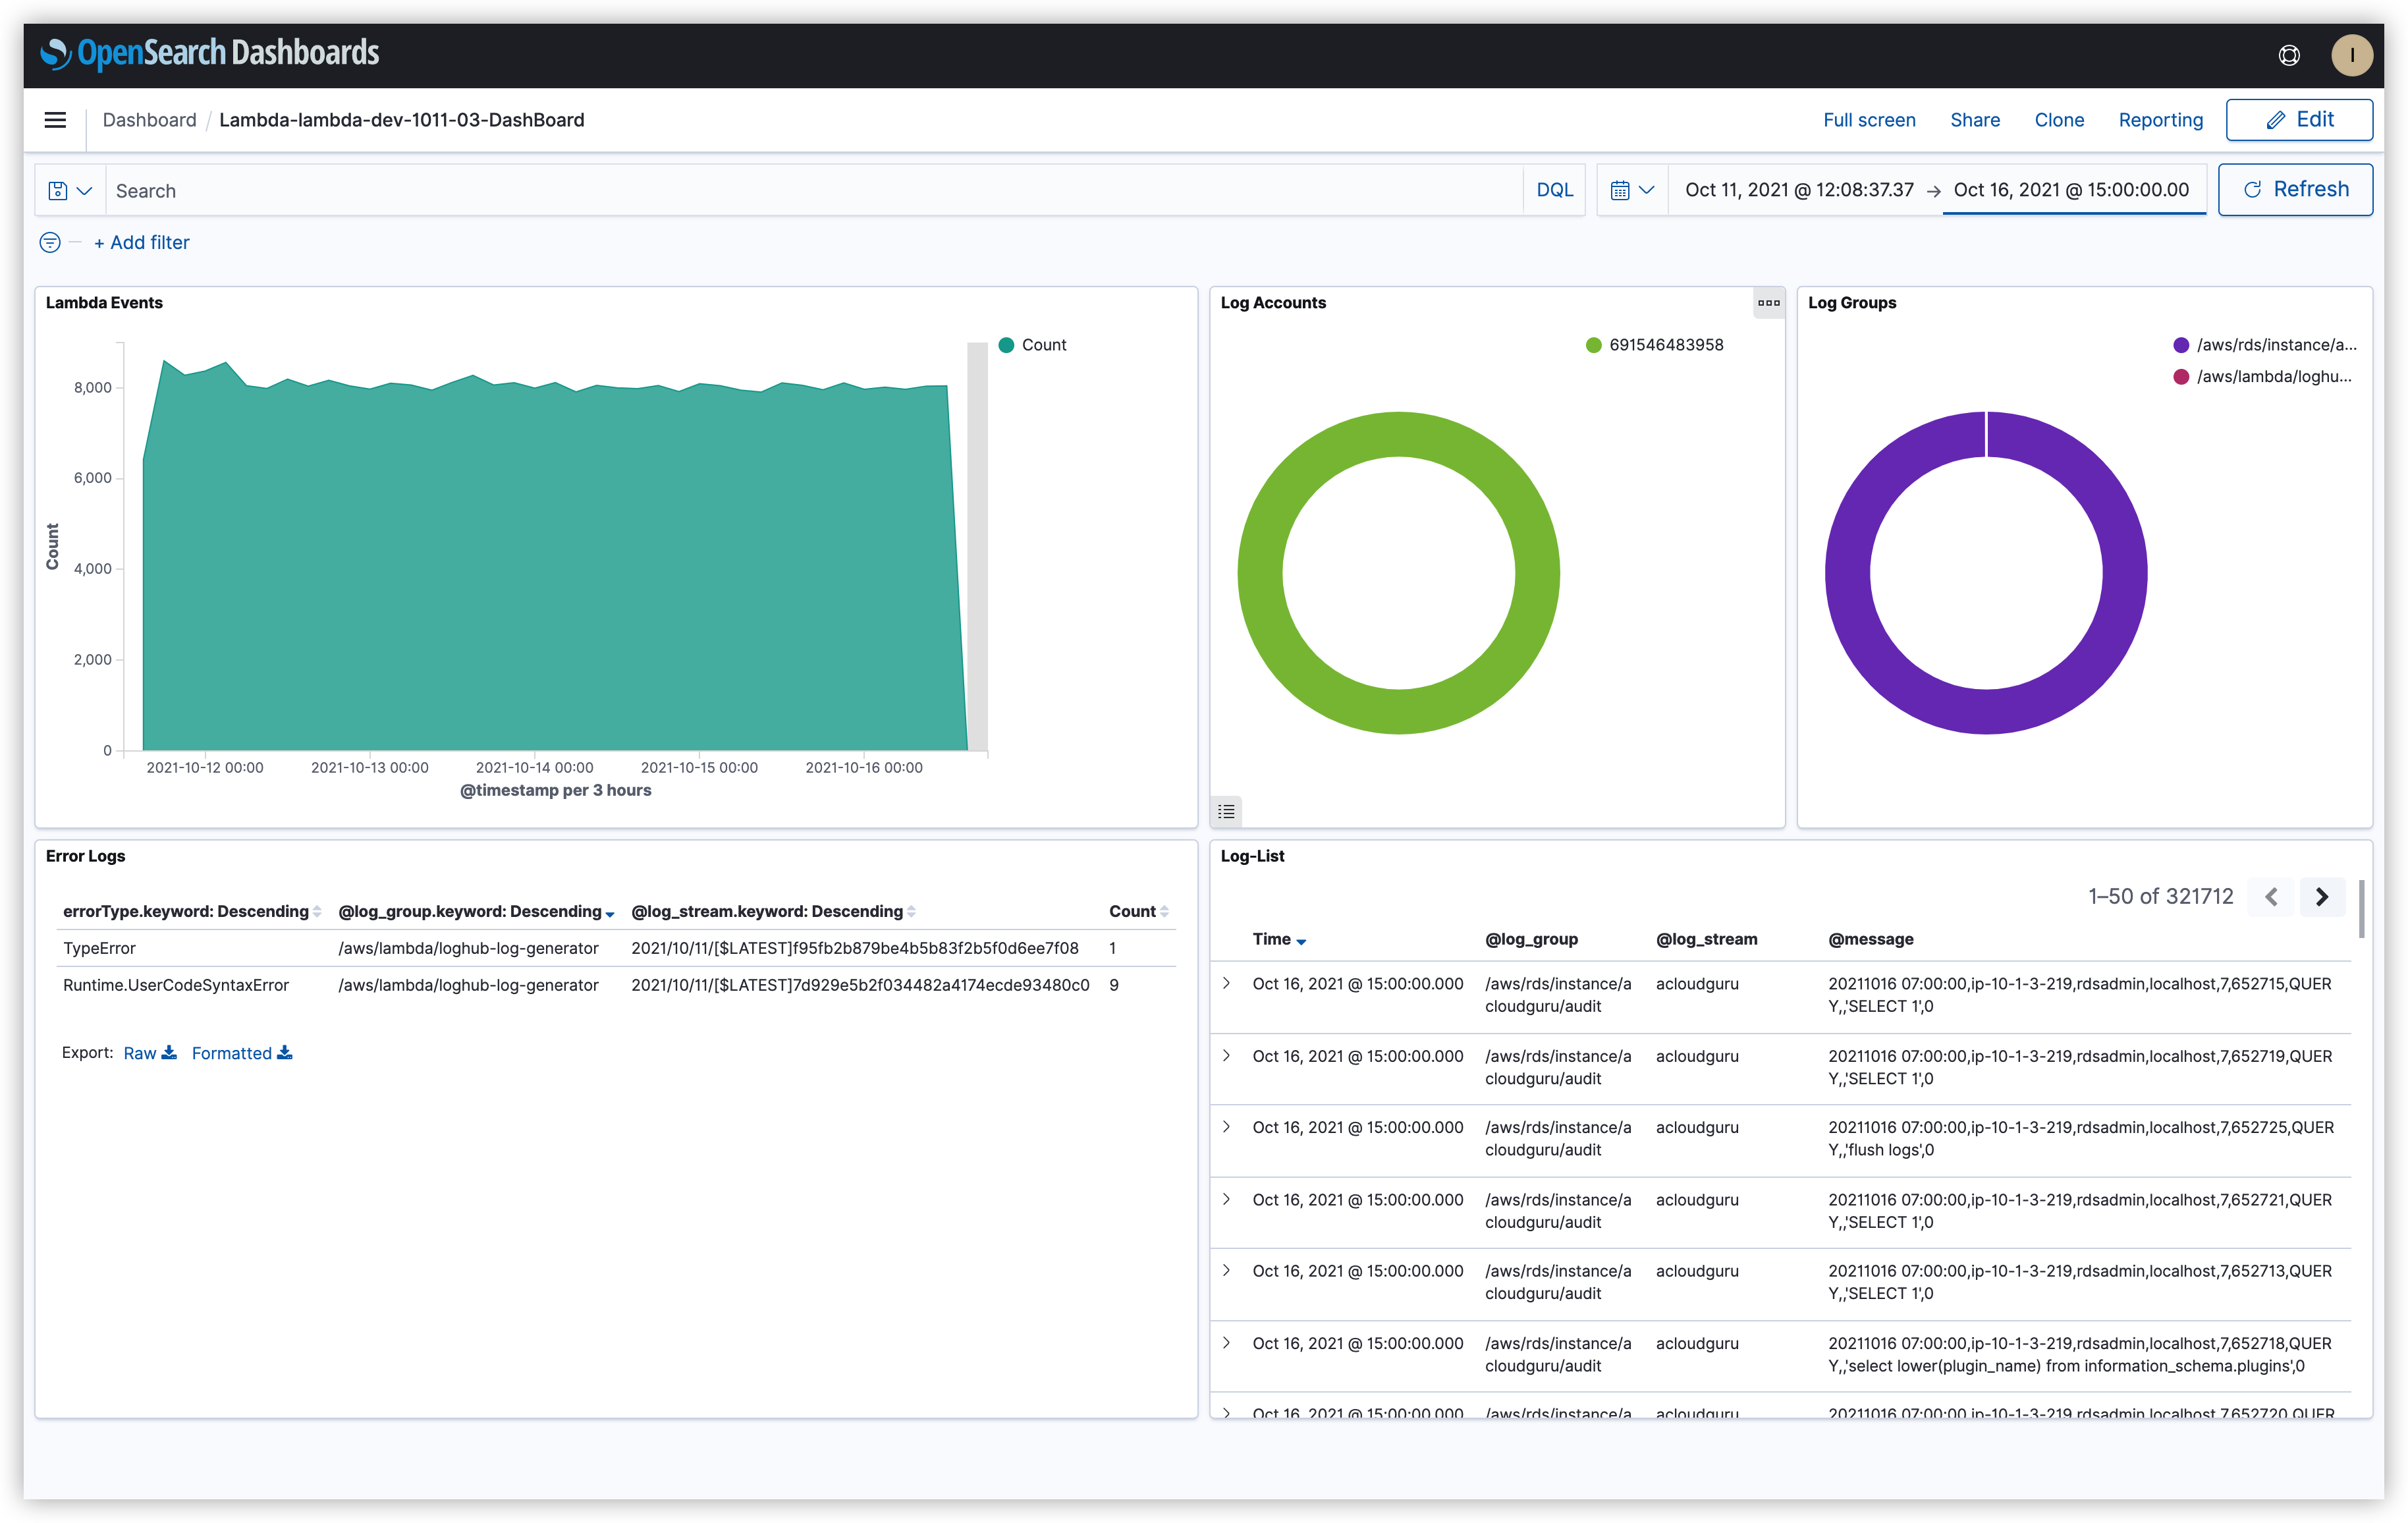 OpenSearch Dashboards
I
Dashboard / Lambda-lambda-dev-1011-03-DashBoard
Full screen Share Clone Reporting Edit
Search
DQL
Oct 11, 2021 @ 12:08:37.37 → Oct 16, 2021 @ 15:00:00.00
Refresh
+ Add filter
Lambda Events
Count
8,000
6,000
4,000
2,000
0
Count
2021-10-12 00:00 2021-10-13 00:00 2021-10-14 00:00 2021-10-15 00:00 2021-10-16 00:00
@timestamp per 3 hours
Log Accounts
691546483958
Log Groups
/aws/rds/instance/a...
/aws/lambda/loghu...
Error Logs
errorType.keyword: Descending @log_group.keyword: Descending @log_stream.keyword: Descending Count
TypeError /aws/lambda/loghub-log-generator 2021/10/11/[$LATEST]f95fb2b879be4b5b83f2b5f0d6ee7f08 1
Runtime.UserCodeSyntaxError /aws/lambda/loghub-log-generator 2021/10/11/[$LATEST]7d929e5b2f034482a4174ecde93480c0 9
Export: Raw Formatted
Log-List
1–50 of 321712
Time @log_group @log_stream @message
Oct 16, 2021 @ 15:00:00.000 /aws/rds/instance/a acloudguru 20211016 07:00:00,ip-10-1-3-219,rdsadmin,localhost,7,652715,QUER
cloudguru/audit Y,,'SELECT 1',0
Oct 16, 2021 @ 15:00:00.000 /aws/rds/instance/a acloudguru 20211016 07:00:00,ip-10-1-3-219,rdsadmin,localhost,7,652719,QUER
cloudguru/audit Y,,'SELECT 1',0
Oct 16, 2021 @ 15:00:00.000 /aws/rds/instance/a acloudguru 20211016 07:00:00,ip-10-1-3-219,rdsadmin,localhost,7,652725,QUER
cloudguru/audit Y,,'flush logs',0
Oct 16, 2021 @ 15:00:00.000 /aws/rds/instance/a acloudguru 20211016 07:00:00,ip-10-1-3-219,rdsadmin,localhost,7,652721,QUER
cloudguru/audit Y,,'SELECT 1',0
Oct 16, 2021 @ 15:00:00.000 /aws/rds/instance/a acloudguru 20211016 07:00:00,ip-10-1-3-219,rdsadmin,localhost,7,652713,QUER
cloudguru/audit Y,,'SELECT 1',0
Oct 16, 2021 @ 15:00:00.000 /aws/rds/instance/a acloudguru 20211016 07:00:00,ip-10-1-3-219,rdsadmin,localhost,7,652718,QUER
cloudguru/audit Y,,'select lower(plugin_name) from information_schema.plugins',0
Oct 16, 2021 @ 15:00:00.000 /aws/rds/instance/a acloudguru 20211016 07:00:00,ip-10-1-3-219,rdsadmin,localhost,7,652720,QUER